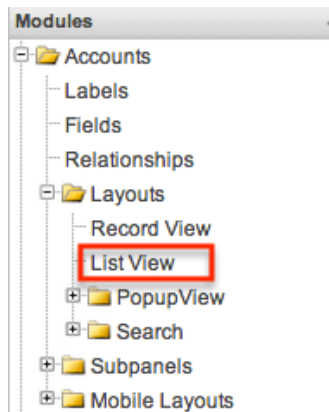 Modules
Accounts
Labels
Fields
Relationships
Layouts
Record View
List View
PopupView
Search
Subpanels
Mobile Layouts